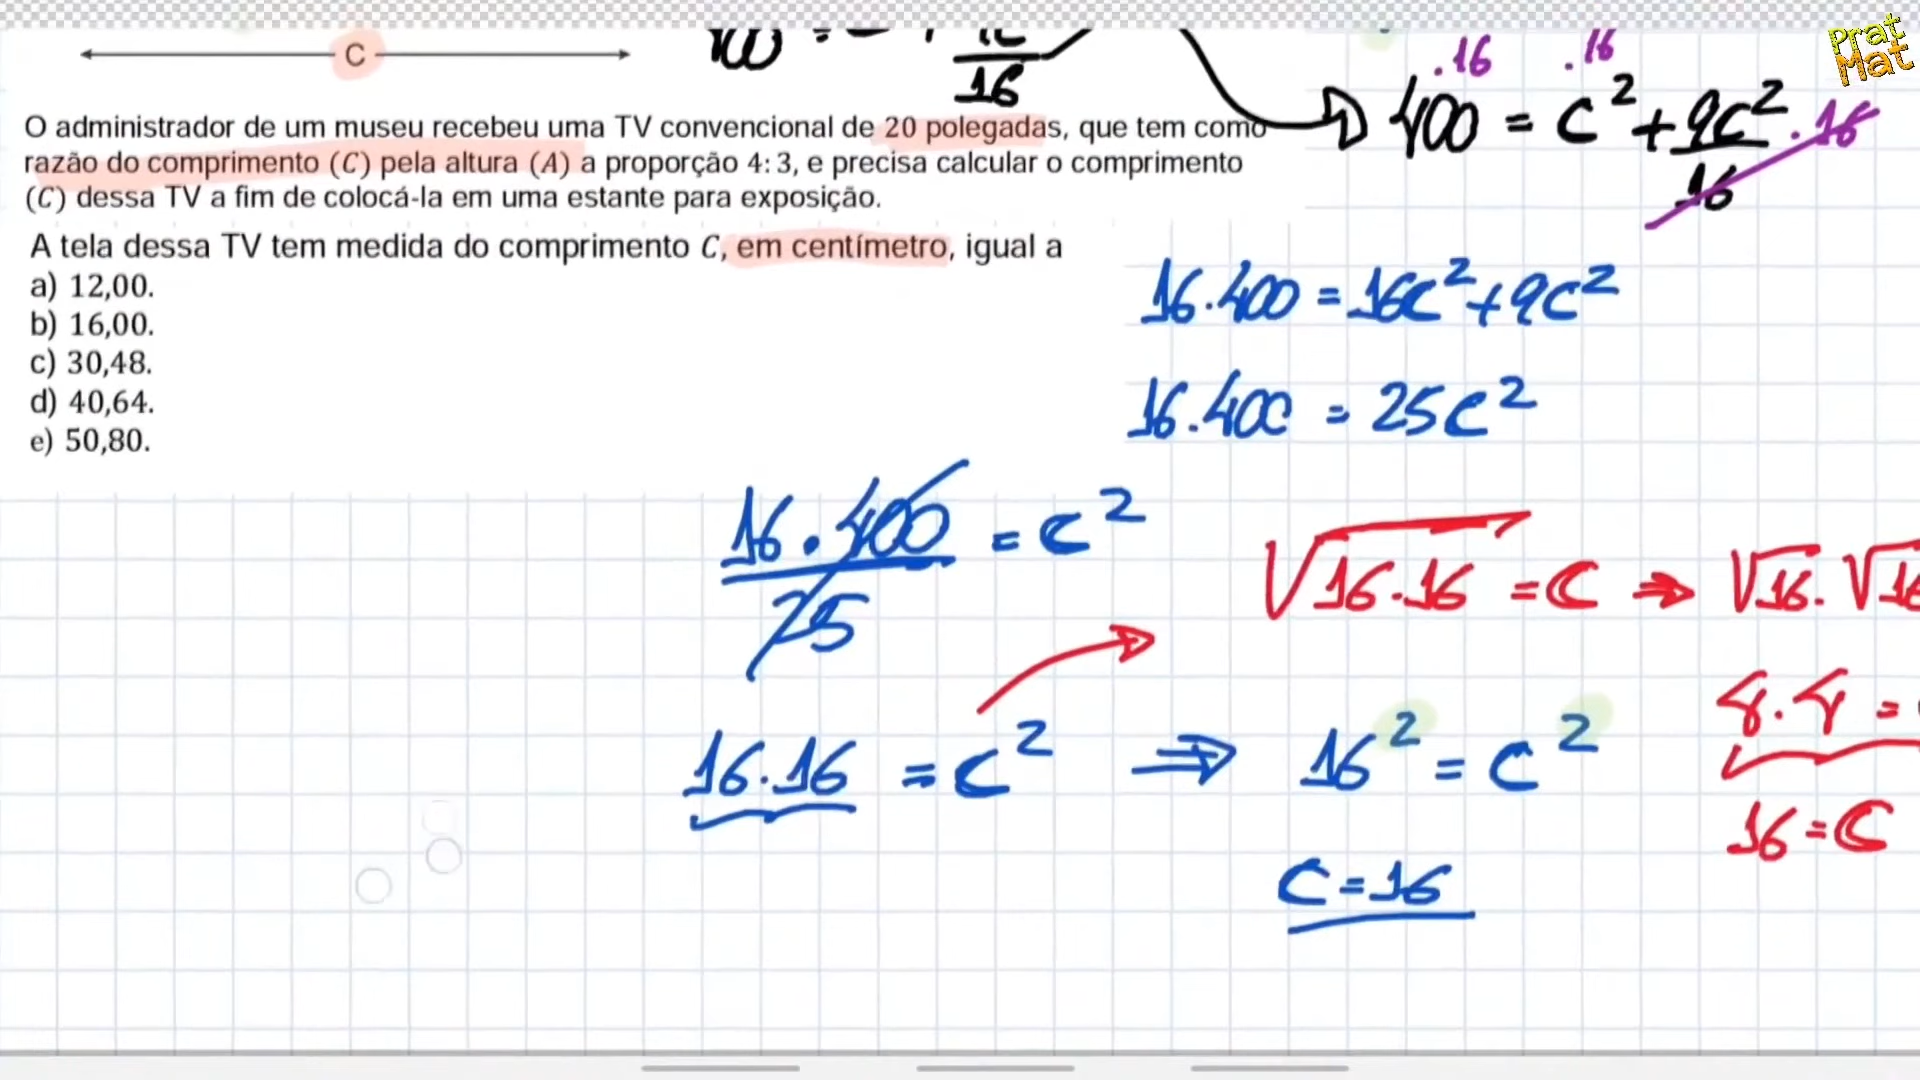 Prat
Mat
C
16
.16 .16
400 = C² + 9C² .16
16
O administrador de um museu recebeu uma TV convencional de 20 polegadas, que tem como
razão do comprimento (C) pela altura (A) a proporção 4: 3, e precisa calcular o comprimento
(C) dessa TV a fim de colocá-la em uma estante para exposição.
A tela dessa TV tem medida do comprimento C, em centímetro, igual a
a) 12,00.
b) 16,00.
c) 30,48.
d) 40,64.
e) 50,80.
16.400 = 16C² + 9C²
16.400 = 25C²
16.400 = C²
25
√16.16 = C ⇒ √16.√16
16.16 = C² ⇒ 16² = C²
4.4 =
16 = C
C = 16